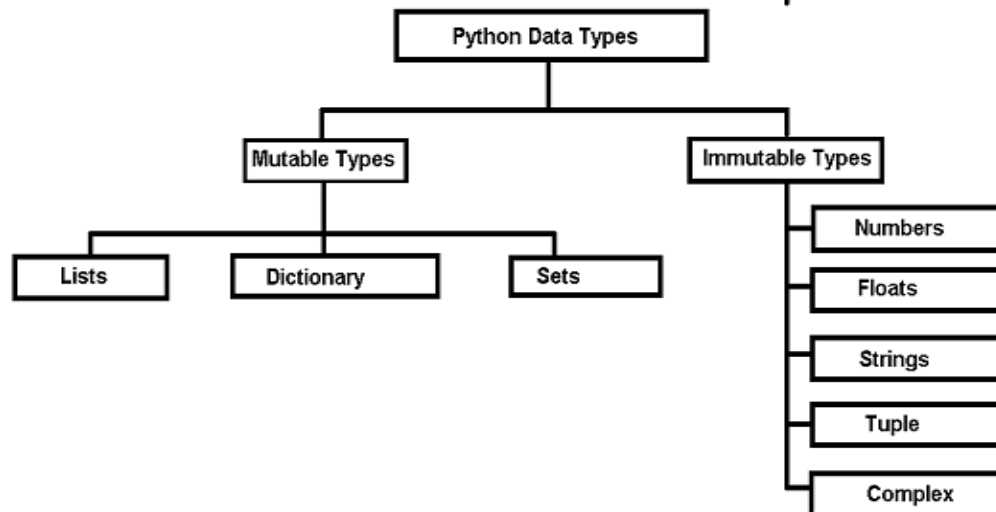 Python Data Types
Mutable Types
Immutable Types
Lists
Dictionary
Sets
Numbers
Floats
Strings
Tuple
Complex